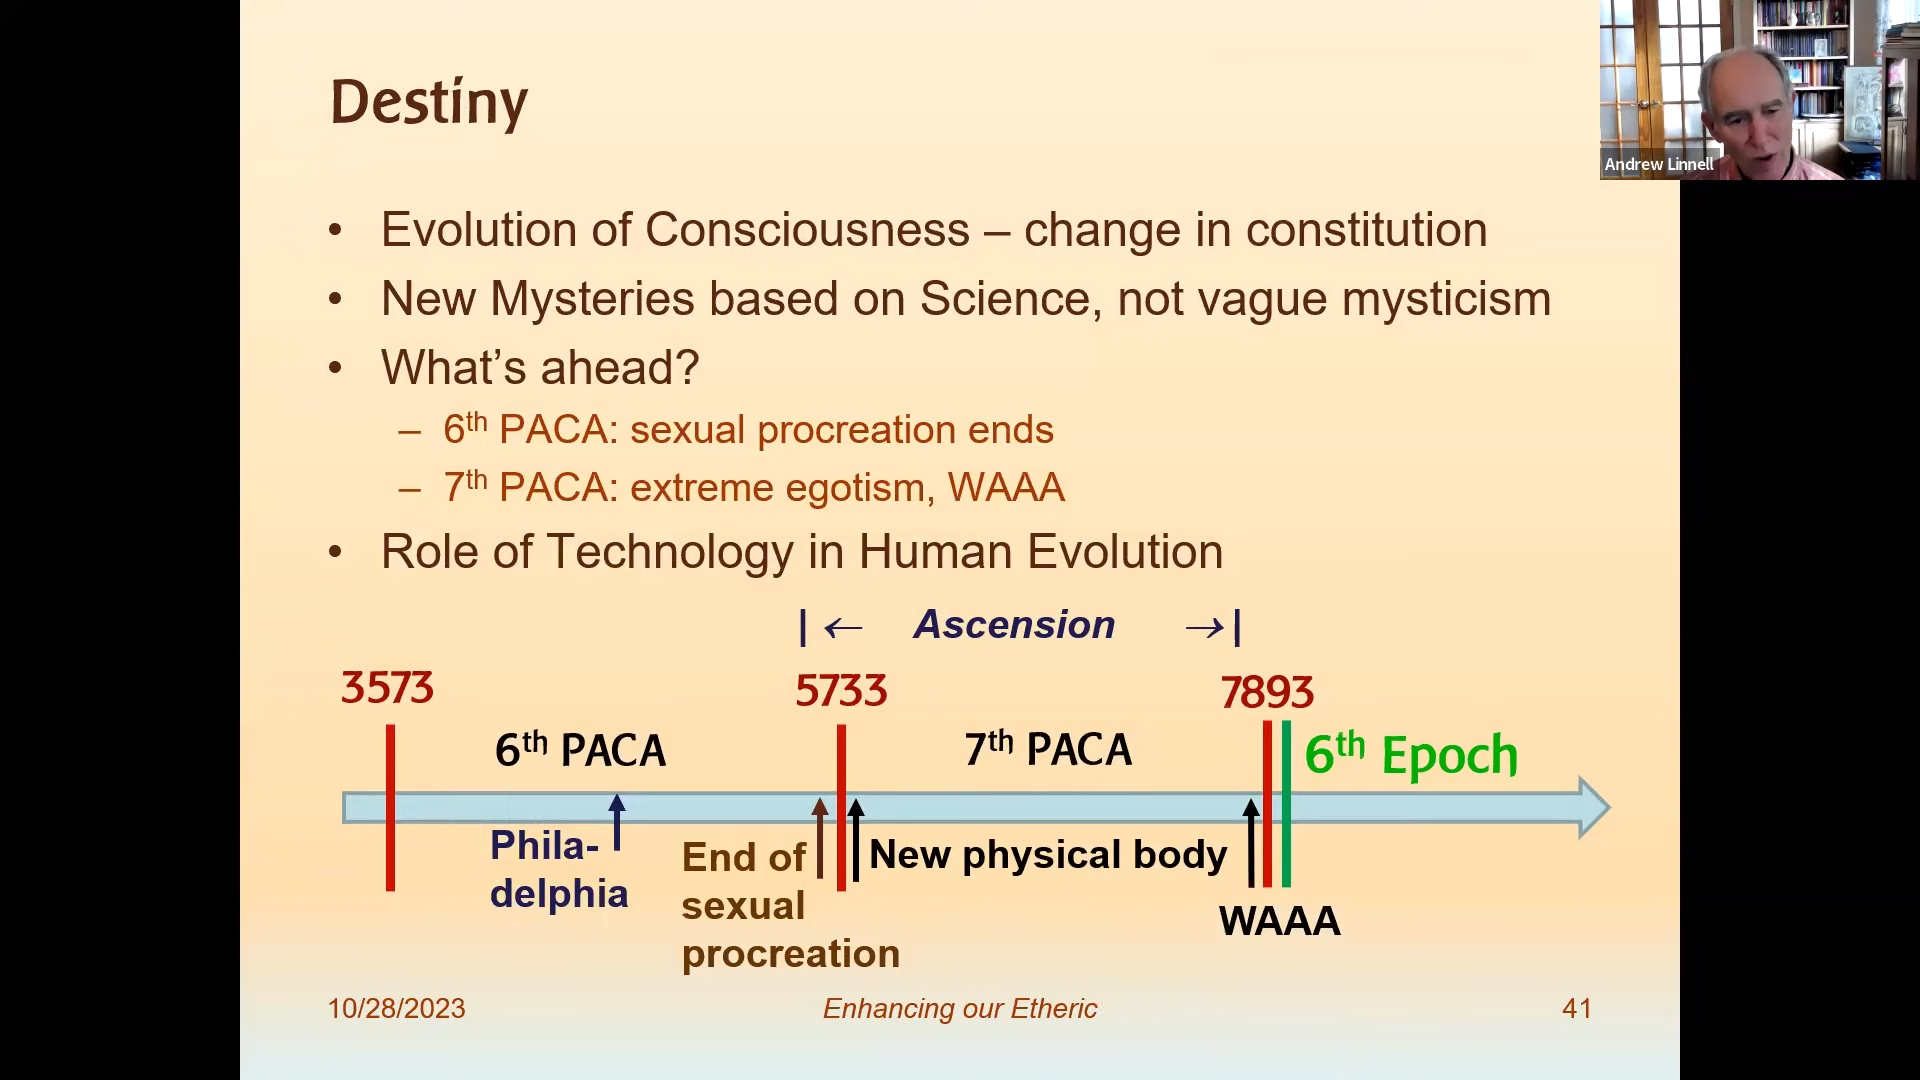 Destiny
Andrew Linnell
• Evolution of Consciousness – change in constitution
• New Mysteries based on Science, not vague mysticism
• What's ahead?
– 6th PACA: sexual procreation ends
– 7th PACA: extreme egotism, WAAA
• Role of Technology in Human Evolution
|← Ascension →|
3573 5733 7893
6th PACA 7th PACA 6th Epoch
Phila-
delphia
End of
sexual
procreation
New physical body
WAAA
10/28/2023 Enhancing our Etheric 41